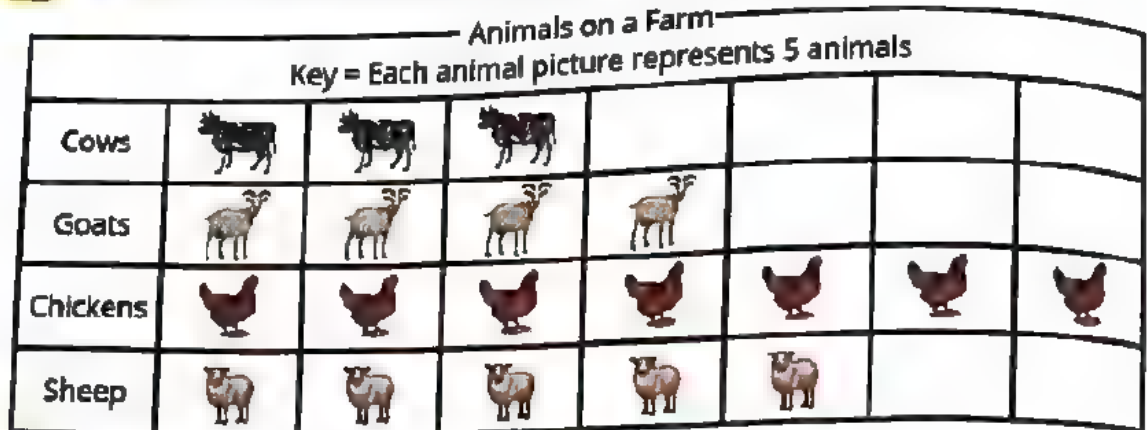 Animals on a Farm
Key = Each animal picture represents 5 animals
Cows
Goats
Chickens
Sheep